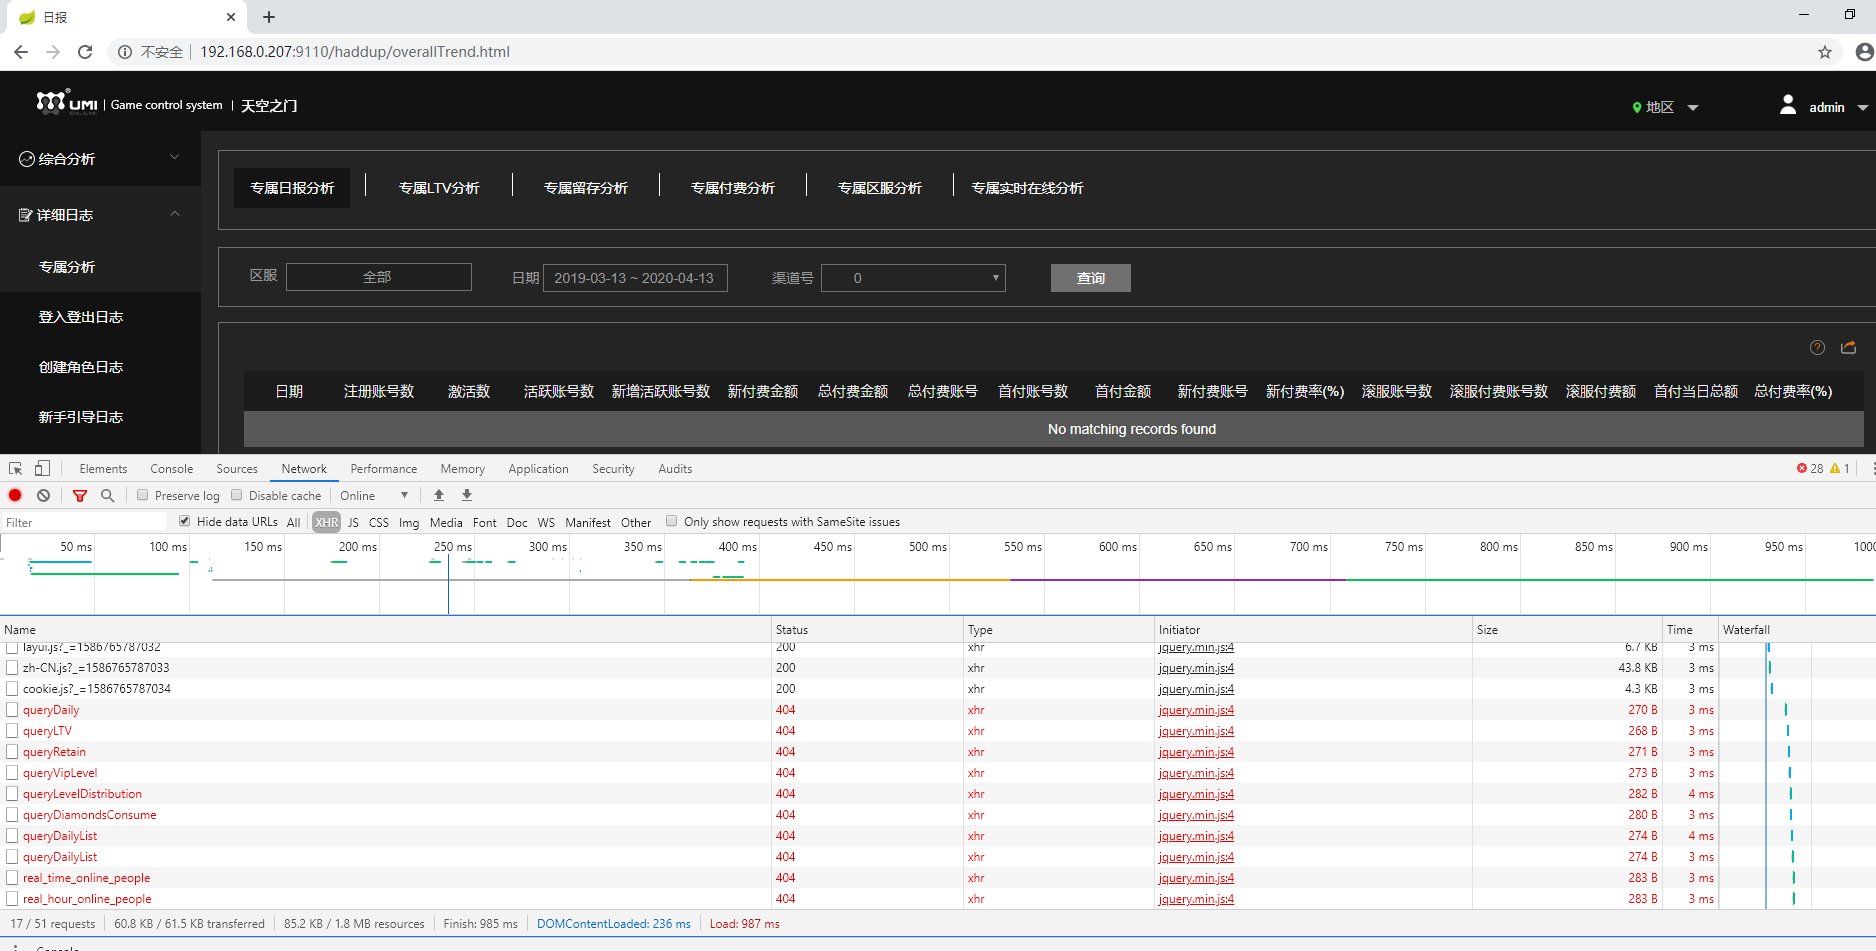 日报
不安全 192.168.0.207:9110/haddup/overallTrend.html
UMI | Game control system | 天空之门 地区 admin
综合分析
详细日志
专属分析
登入登出日志
创建角色日志
新手引导日志
专属日报分析 专属LTV分析 专属留存分析 专属付费分析 专属区服分析 专属实时在线分析
区服 全部 日期 2019-03-13 ~ 2020-04-13 渠道号 0 查询
日期 注册账号数 激活数 活跃账号数 新增活跃账号数 新付费金额 总付费金额 总付费账号 首付账号数 首付金额 新付费账号 新付费率(%) 滚服账号数 滚服付费账号数 滚服付费额 首付当日总额 总付费率(%)
No matching records found
Elements Console Sources Network Performance Memory Application Security Audits 28 1
Preserve log Disable cache Online
Filter Hide data URLs All XHR JS CSS Img Media Font Doc WS Manifest Other Only show requests with SameSite issues
50 ms 100 ms 150 ms 200 ms 250 ms 300 ms 350 ms 400 ms 450 ms 500 ms 550 ms 600 ms 650 ms 700 ms 750 ms 800 ms 850 ms 900 ms 950 ms 1000
Name Status Type Initiator Size Time Waterfall
layui.js?_=1586765787032 200 xhr jquery.min.js:4 6.7 KB 3 ms
zh-CN.js?_=1586765787033 200 xhr jquery.min.js:4 43.8 KB 3 ms
cookie.js?_=1586765787034 200 xhr jquery.min.js:4 4.3 KB 3 ms
queryDaily 404 xhr jquery.min.js:4 270 B 3 ms
queryLTV 404 xhr jquery.min.js:4 268 B 3 ms
queryRetain 404 xhr jquery.min.js:4 271 B 3 ms
queryVipLevel 404 xhr jquery.min.js:4 273 B 3 ms
queryLevelDistribution 404 xhr jquery.min.js:4 282 B 4 ms
queryDiamondsConsume 404 xhr jquery.min.js:4 280 B 3 ms
queryDailyList 404 xhr jquery.min.js:4 274 B 4 ms
queryDailyList 404 xhr jquery.min.js:4 274 B 3 ms
real_time_online_people 404 xhr jquery.min.js:4 283 B 3 ms
real_hour_online_people 404 xhr jquery.min.js:4 283 B 3 ms
17 / 51 requests 60.8 KB / 61.5 KB transferred 85.2 KB / 1.8 MB resources Finish: 985 ms DOMContentLoaded: 236 ms Load: 987 ms
Console